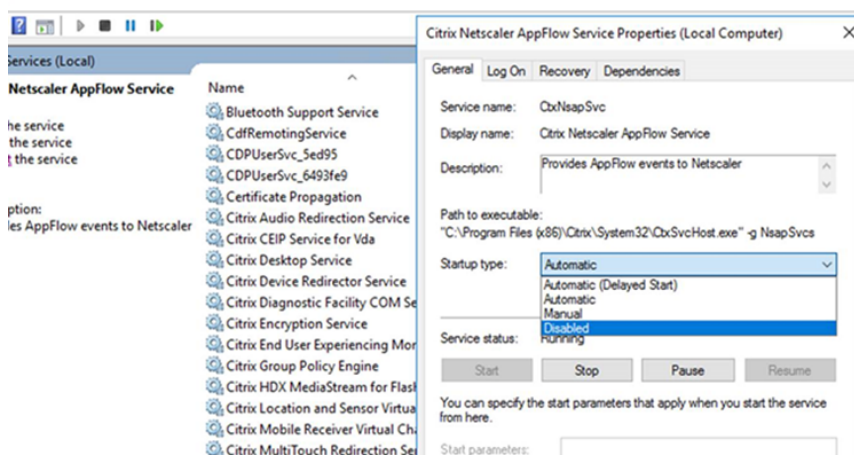 Services (Local)
Netscaler AppFlow Service
the service
the service
the service
les AppFlow events to Netscaler
Name
Bluetooth Support Service
CdfRemotingService
CDPUserSvc_5ed95
CDPUserSvc_6493fe9
Certificate Propagation
Citrix Audio Redirection Service
Citrix CEIP Service for Vda
Citrix Desktop Service
Citrix Device Redirector Service
Citrix Diagnostic Facility COM Se
Citrix Encryption Service
Citrix End User Experiencing Mor
Citrix Group Policy Engine
Citrix HDX MediaStream for Flash
Citrix Location and Sensor Virtua
Citrix Mobile Receiver Virtual Cha
Citrix MultiTouch Redirection Ser
Citrix Netscaler AppFlow Service Properties (Local Computer)
General Log On Recovery Dependencies
Service name: CtxNsapSvc
Display name: Citrix Netscaler AppFlow Service
Description: Provides AppFlow events to Netscaler
Path to executable:
"C:\Program Files (x86)\Citrix\System32\CtxSvcHost.exe" -g NsapSvcs
Startup type: Automatic
Automatic (Delayed Start)
Automatic
Manual
Disabled
Service status: Running
Start Stop Pause Resume
You can specify the start parameters that apply when you start the service
from here.
Start parameters: